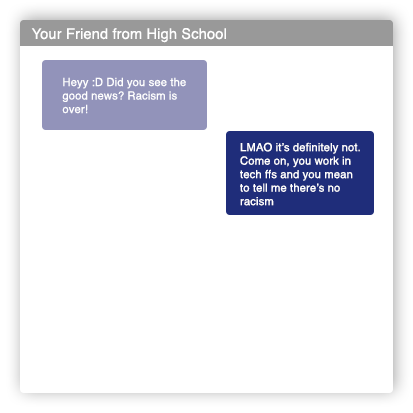 Your Friend from High School
Heyy :D Did you see the
good news? Racism is
over!
LMAO it's definitely not.
Come on, you work in
tech ffs and you mean
to tell me there's no
racism